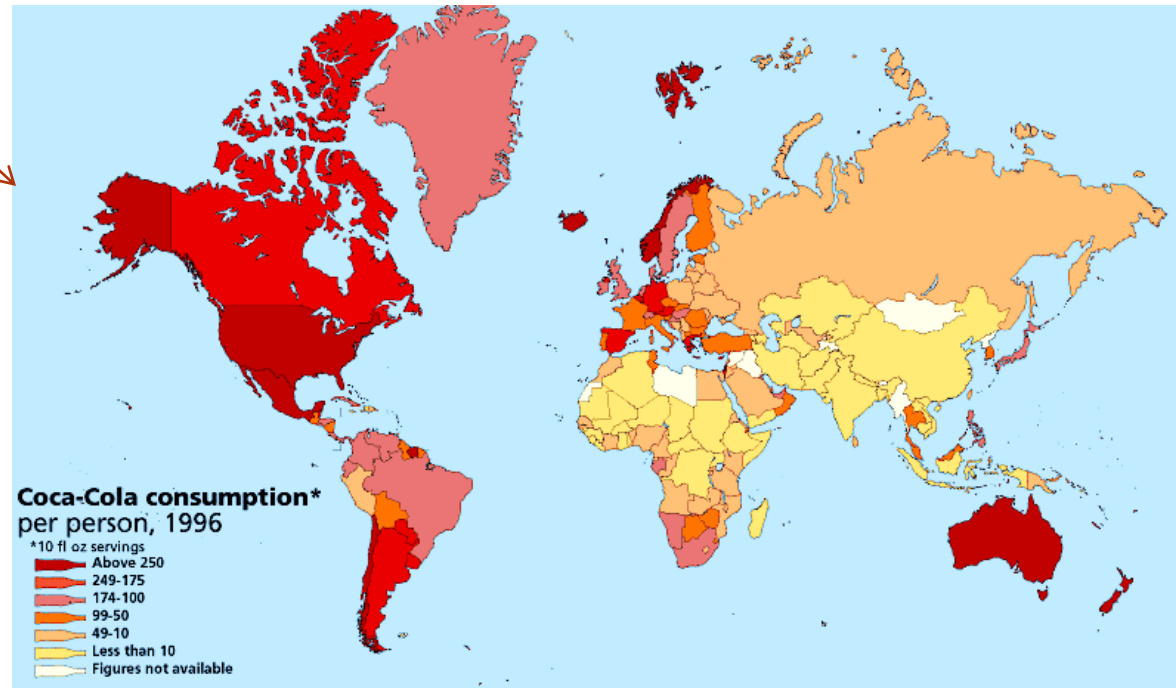 Coca-Cola consumption*
per person, 1996
*10 fl oz servings
Above 250
249-175
174-100
99-50
49-10
Less than 10
Figures not available